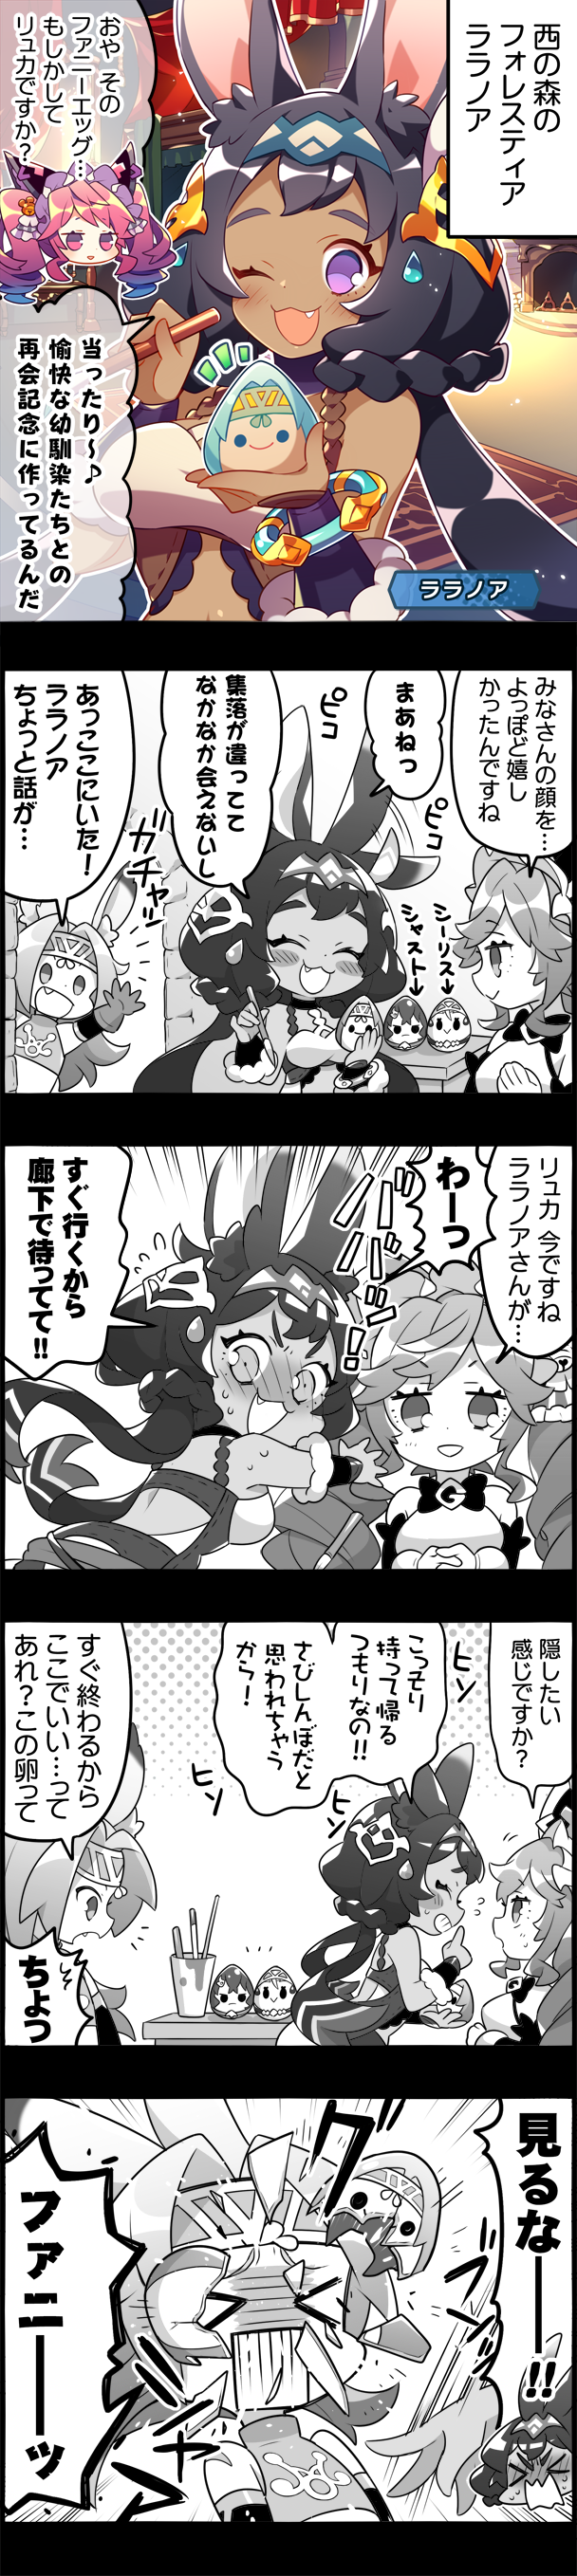 西の森の
フォレスティア
ララノア
おや その
ファニーエッグ…
もしかして
リュカですか？
当ったり～♪
愉快な幼馴染たちとの
再会記念に作ってるんだ
ララノア
みなさんの顔を…
よっぽど嬉し
かったんですね
まあねっ
ピコ
ピコ
集落が違ってて
なかなか会えないし
シーリス→
シャスト→
ガチャッ
あっここにいた！
ララノア
ちょっと話が…
リュカ 今ですね
ララノアさんが…
わーっ
ババッ！
すぐ行くから
廊下で待ってて!!
隠したい
感じですか？
ヒソ
こっそり
持って帰る
つもりなの!!
さびしんぼだと
思われちゃう
から！
ヒソ
ヒソ
すぐ終わるから
ここでいい…って
あれ？この卵って
ちょっ
見るなーー!!
グシャ
ファニーーッ